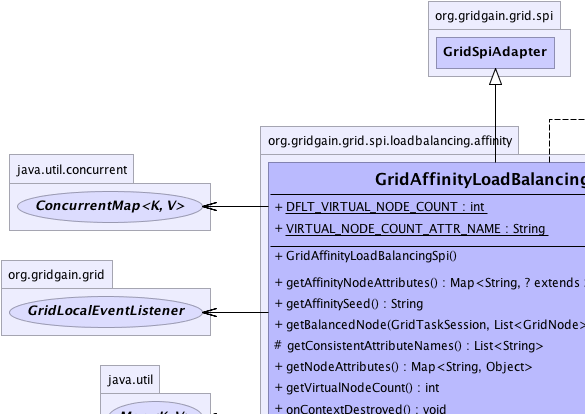 org.gridgain.grid.spi
GridSpiAdapter
org.gridgain.grid.spi.loadbalancing.affinity
java.util.concurrent
ConcurrentMap<K, V>
GridAffinityLoadBalancing
+ DFLT_VIRTUAL_NODE_COUNT : int
+ VIRTUAL_NODE_COUNT_ATTR_NAME : String
+ GridAffinityLoadBalancingSpi()
org.gridgain.grid
GridLocalEventListener
+ getAffinityNodeAttributes() : Map<String, ? extends
+ getAffinitySeed() : String
+ getBalancedNode(GridTaskSession, List<GridNode>
# getConsistentAttributeNames() : List<String>
+ getNodeAttributes() : Map<String, Object>
+ getVirtualNodeCount() : int
+ onContextDestroyed() : void
java.util
Map<K, V>